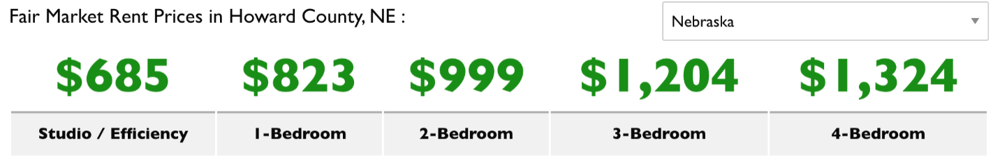 Fair Market Rent Prices in Howard County, NE :
Nebraska
$685 $823 $999 $1,204 $1,324
Studio / Efficiency 1-Bedroom 2-Bedroom 3-Bedroom 4-Bedroom